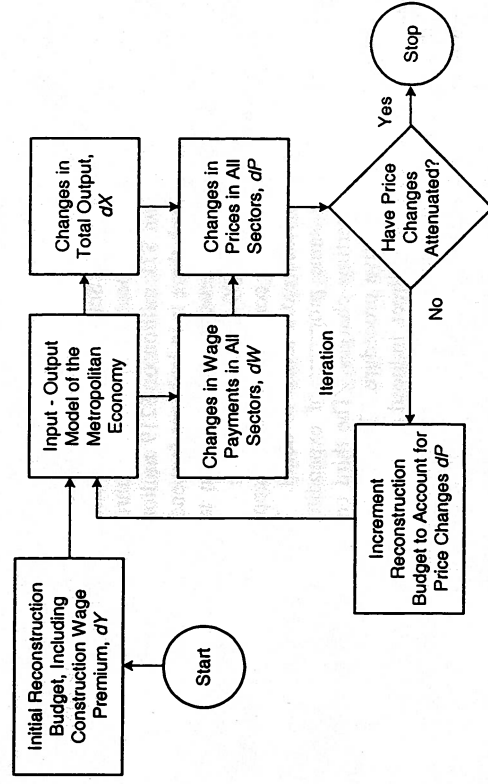 Start
Initial Reconstruction
Budget, Including
Construction Wage
Premium, dY
Input - Output
Model of the
Metropolitan
Economy
Changes in
Total Output,
dX
Changes in Wage
Payments in All
Sectors, dW
Changes in
Prices in All
Sectors, dP
Have Price
Changes
Attenuated?
Yes
Stop
No
Iteration
Increment
Reconstruction
Budget to Account for
Price Changes dP